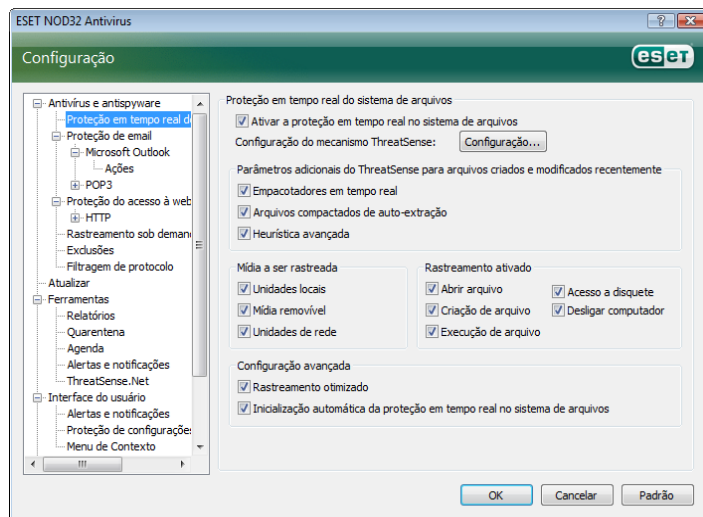 ESET NOD32 Antivirus
Configuração
eseT
Antivírus e antispyware
Proteção em tempo real d
Proteção de email
Microsoft Outlook
Ações
POP3
Proteção do acesso à web
HTTP
Rastreamento sob deman
Exclusões
Filtragem de protocolo
Atualizar
Ferramentas
Relatórios
Quarentena
Agenda
Alertas e notificações
ThreatSense.Net
Interface do usuário
Alertas e notificações
Proteção de configurações
Menu de Contexto
Proteção em tempo real do sistema de arquivos
Ativar a proteção em tempo real no sistema de arquivos
Configuração do mecanismo ThreatSense: Configuração...
Parâmetros adicionais do ThreatSense para arquivos criados e modificados recentemente
Empacotadores em tempo real
Arquivos compactados de auto-extração
Heurística avançada
Mídia a ser rastreada
Unidades locais
Mídia removível
Unidades de rede
Rastreamento ativado
Abrir arquivo
Criação de arquivo
Execução de arquivo
Acesso a disquete
Desligar computador
Configuração avançada
Rastreamento otimizado
Inicialização automática da proteção em tempo real no sistema de arquivos
OK Cancelar Padrão